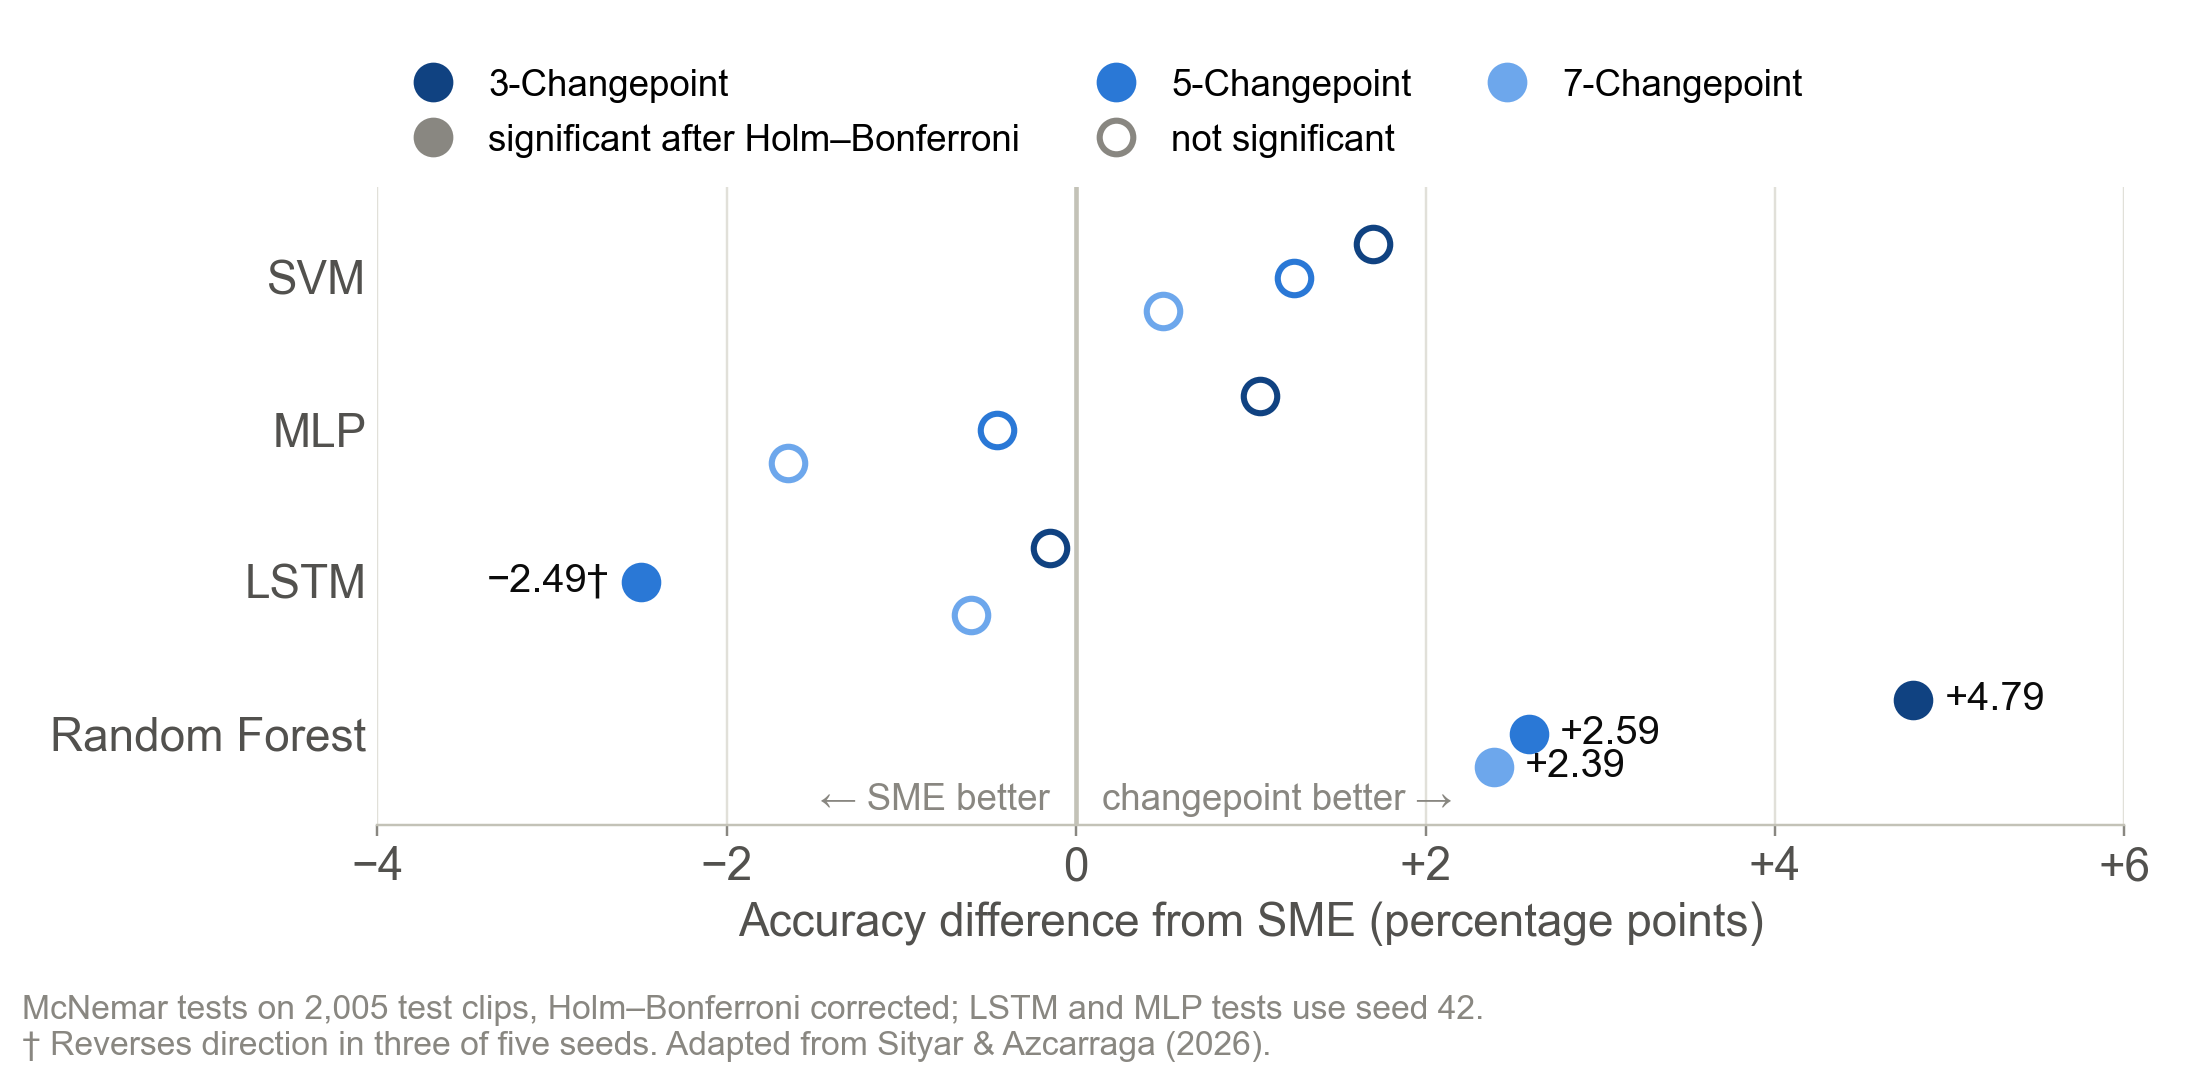 3-Changepoint
5-Changepoint
7-Changepoint
significant after Holm–Bonferroni
not significant
SVM
MLP
LSTM
−2.49†
Random Forest
+4.79
+2.59
+2.39
← SME better
changepoint better →
−4
−2
0
+2
+4
+6
Accuracy difference from SME (percentage points)
McNemar tests on 2,005 test clips, Holm–Bonferroni corrected; LSTM and MLP tests use seed 42.
† Reverses direction in three of five seeds. Adapted from Sityar & Azcarraga (2026).